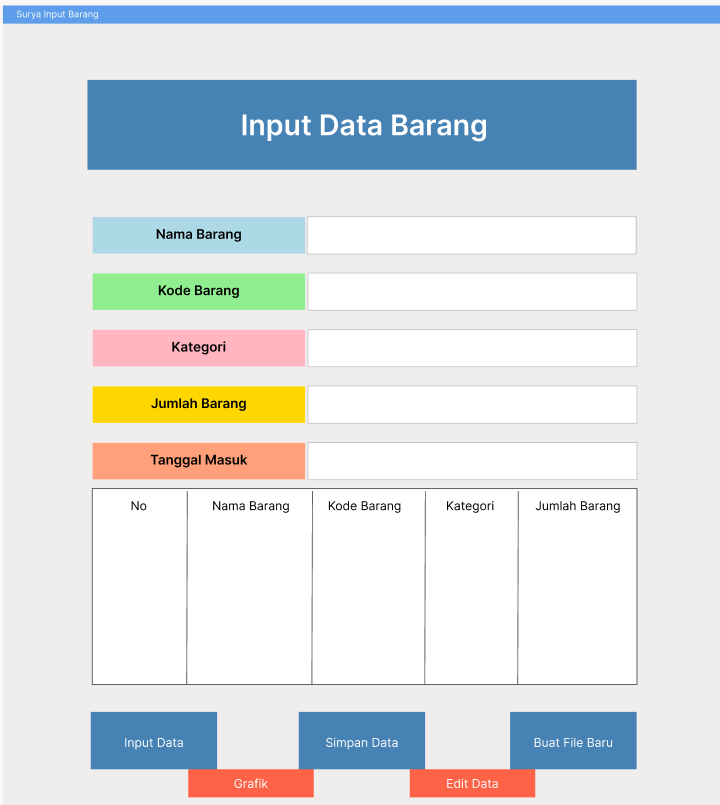 Surya Input Barang
Input Data Barang
Nama Barang
Kode Barang
Kategori
Jumlah Barang
Tanggal Masuk
No Nama Barang Kode Barang Kategori Jumlah Barang
Input Data Simpan Data Buat File Baru
Grafik Edit Data